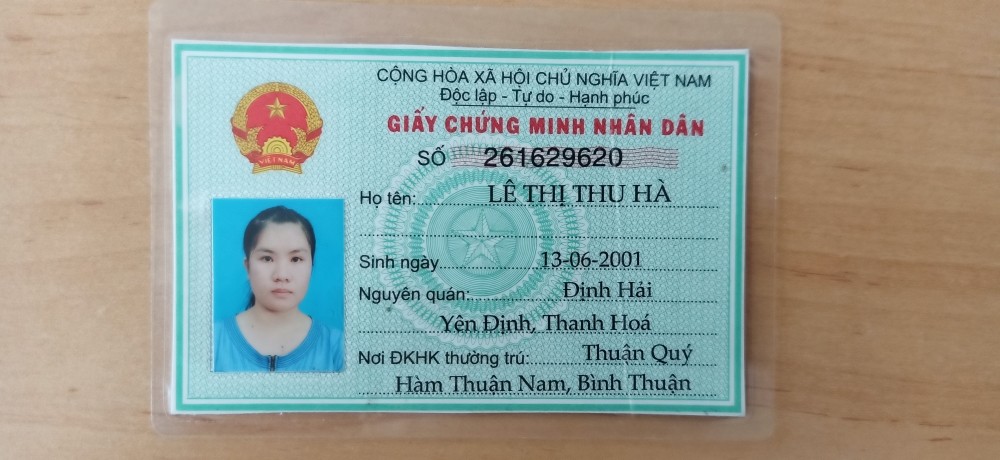 CỘNG HÒA XÃ HỘI CHỦ NGHĨA VIỆT NAM
Độc lập - Tự do - Hạnh phúc
GIẤY CHỨNG MINH NHÂN DÂN
SỐ 261629620
VIỆT NAM
Họ tên: LÊ THỊ THU HÀ
Sinh ngày 13-06-2001
Nguyên quán: Định Hải
Yên Định, Thanh Hoá
Nơi ĐKHK thường trú: Thuận Quý
Hàm Thuận Nam, Bình Thuận